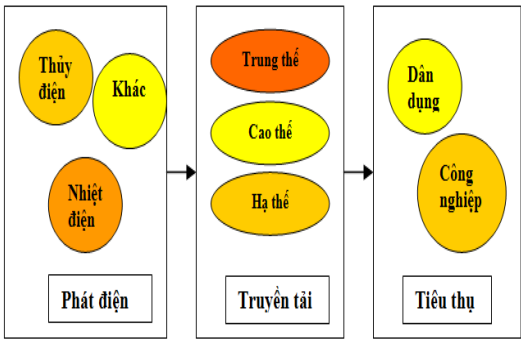 Thủy
điện
Khác
Nhiệt
điện
Phát điện
Trung thế
Cao thế
Hạ thế
Truyền tải
Dân
dụng
Công
nghiệp
Tiêu thụ